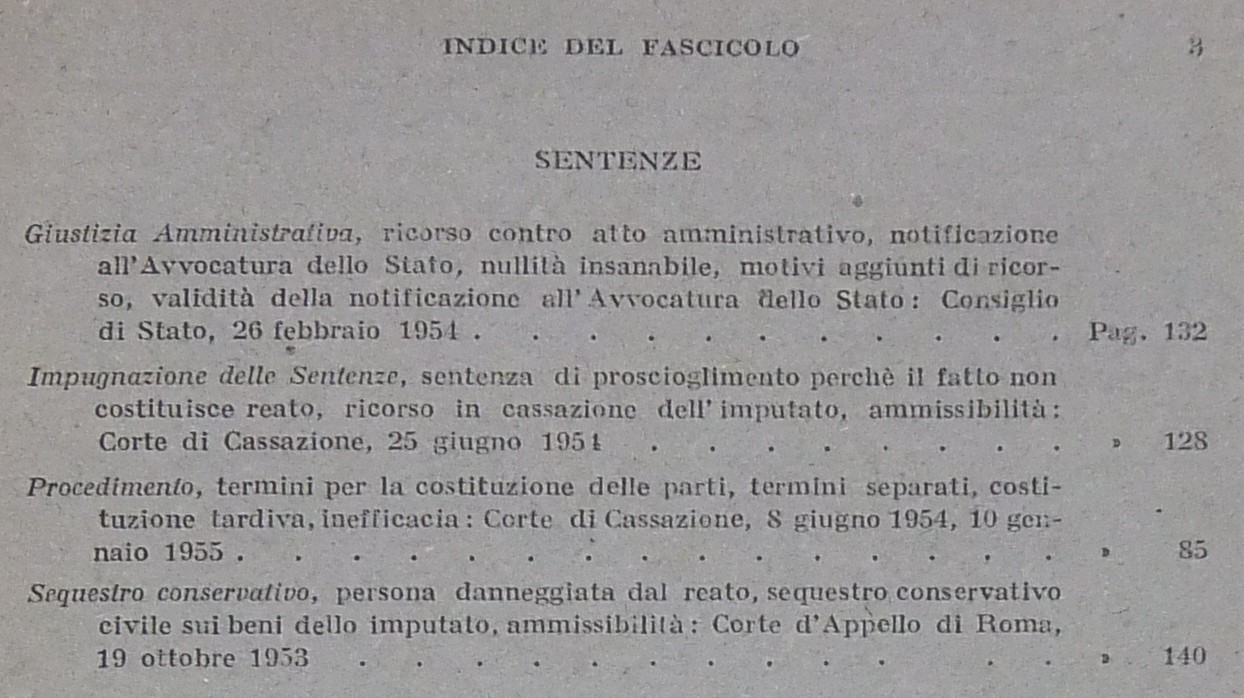 INDICE DEL FASCICOLO 3
SENTENZE
Giustizia Amministrativa, ricorso contro atto amministrativo, notificazione
all'Avvocatura dello Stato, nullità insanabile, motivi aggiunti di ricor-
so, validità della notificazione all'Avvocatura dello Stato: Consiglio
di Stato, 26 febbraio 1954 . . . . . . . . . . . Pag. 132
Impugnazione delle Sentenze, sentenza di proscioglimento perchè il fatto non
costituisce reato, ricorso in cassazione dell'imputato, ammissibilità:
Corte di Cassazione, 25 giugno 1954 . . . . . . . . » 128
Procedimento, termini per la costituzione delle parti, termini separati, costi-
tuzione tardiva, inefficacia: Corte di Cassazione, 8 giugno 1954, 10 gen-
naio 1955 . . . . . . . . . . . . . . . » 85
Sequestro conservativo, persona danneggiata dal reato, sequestro conservativo
civile sui beni dello imputato, ammissibilità: Corte d'Appello di Roma,
19 ottobre 1953 . . . . . . . . . . . . » 140